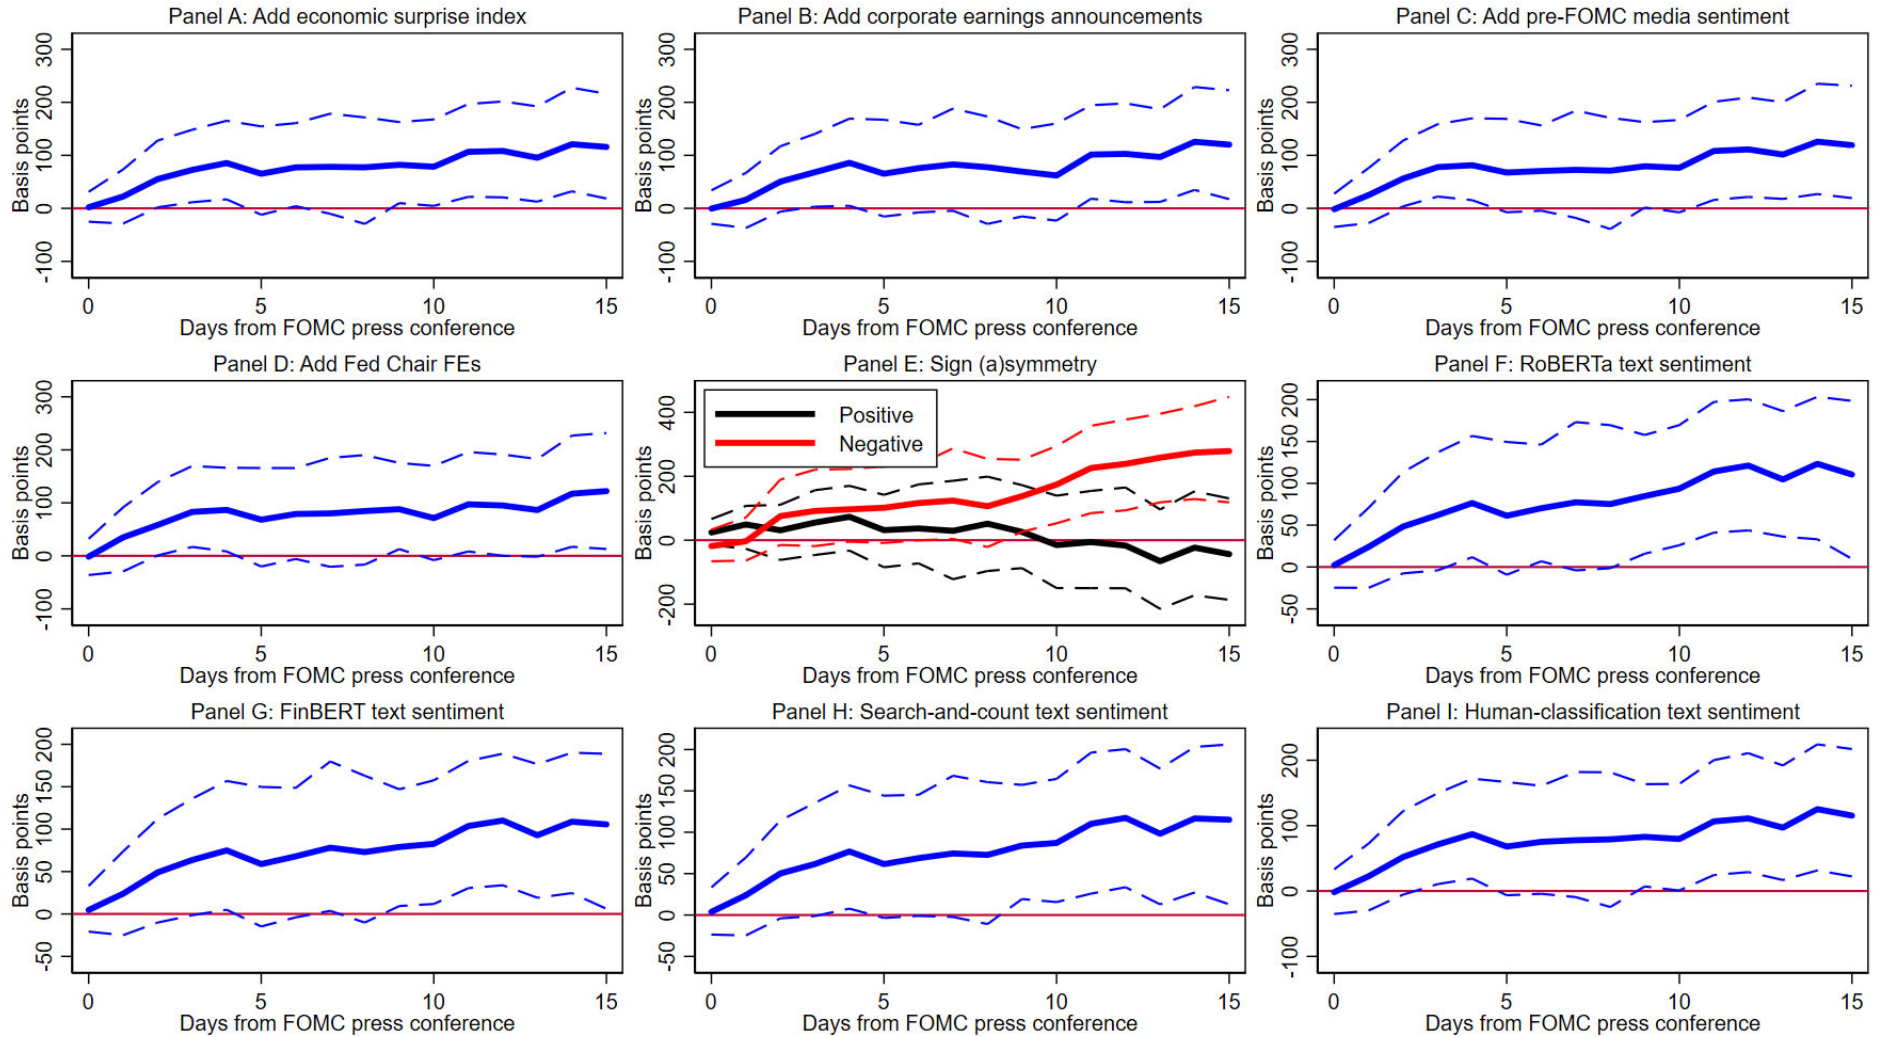 Panel A: Add economic surprise index
Basis points
300
200
100
0
-100
0 5 10 15
Days from FOMC press conference
Panel B: Add corporate earnings announcements
Basis points
300
200
100
0
-100
0 5 10 15
Days from FOMC press conference
Panel C: Add pre-FOMC media sentiment
Basis points
300
200
100
0
-100
0 5 10 15
Days from FOMC press conference
Panel D: Add Fed Chair FEs
Basis points
300
200
100
0
-100
0 5 10 15
Days from FOMC press conference
Panel E: Sign (a)symmetry
Basis points
400
200
0
-200
Positive
Negative
0 5 10 15
Days from FOMC press conference
Panel F: RoBERTa text sentiment
Basis points
200
150
100
50
0
-50
0 5 10 15
Days from FOMC press conference
Panel G: FinBERT text sentiment
Basis points
200
150
100
50
0
-50
0 5 10 15
Days from FOMC press conference
Panel H: Search-and-count text sentiment
Basis points
200
150
100
50
0
-50
0 5 10 15
Days from FOMC press conference
Panel I: Human-classification text sentiment
Basis points
200
100
0
-100
0 5 10 15
Days from FOMC press conference